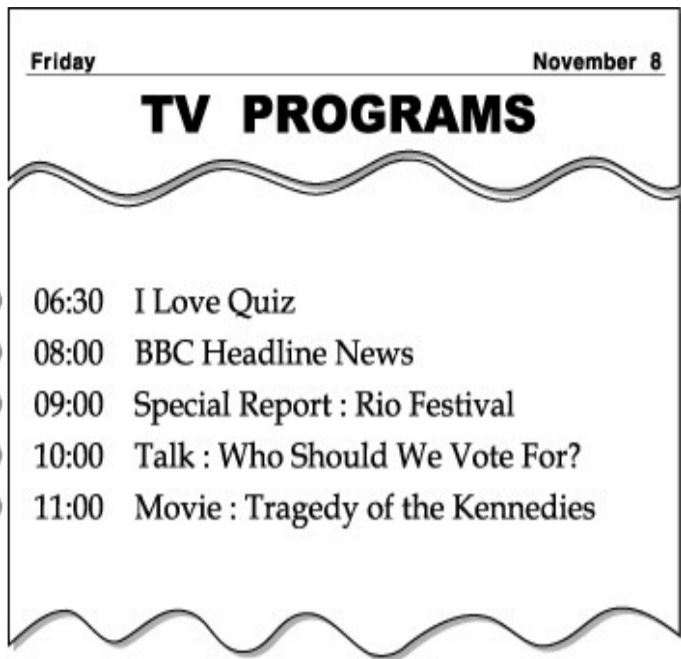 Friday November 8
TV PROGRAMS
06:30 I Love Quiz
08:00 BBC Headline News
09:00 Special Report : Rio Festival
10:00 Talk : Who Should We Vote For?
11:00 Movie : Tragedy of the Kennedies